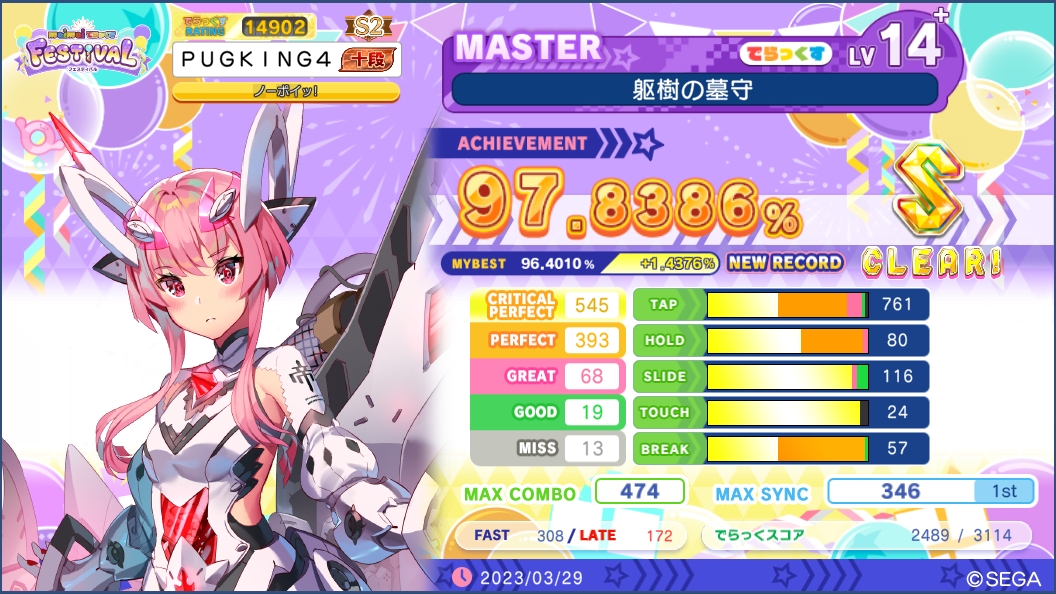 maimai でらっくす
FESTiVAL
フェスティバル
でらっくす
RATING 14902
S2
PUGKING4 十段
ノーポイッ!
MASTER
でらっくす LV 14+
躯樹の墓守
ACHIEVEMENT
97.8386%
S
MYBEST 96.4010% +1.4376% NEW RECORD
CLEAR!
CRITICAL PERFECT 545 TAP 761
PERFECT 393 HOLD 80
GREAT 68 SLIDE 116
GOOD 19 TOUCH 24
MISS 13 BREAK 57
MAX COMBO 474 MAX SYNC 346 1st
FAST 308 / LATE 172 でらっくスコア 2489 / 3114
2023/03/29 ©SEGA